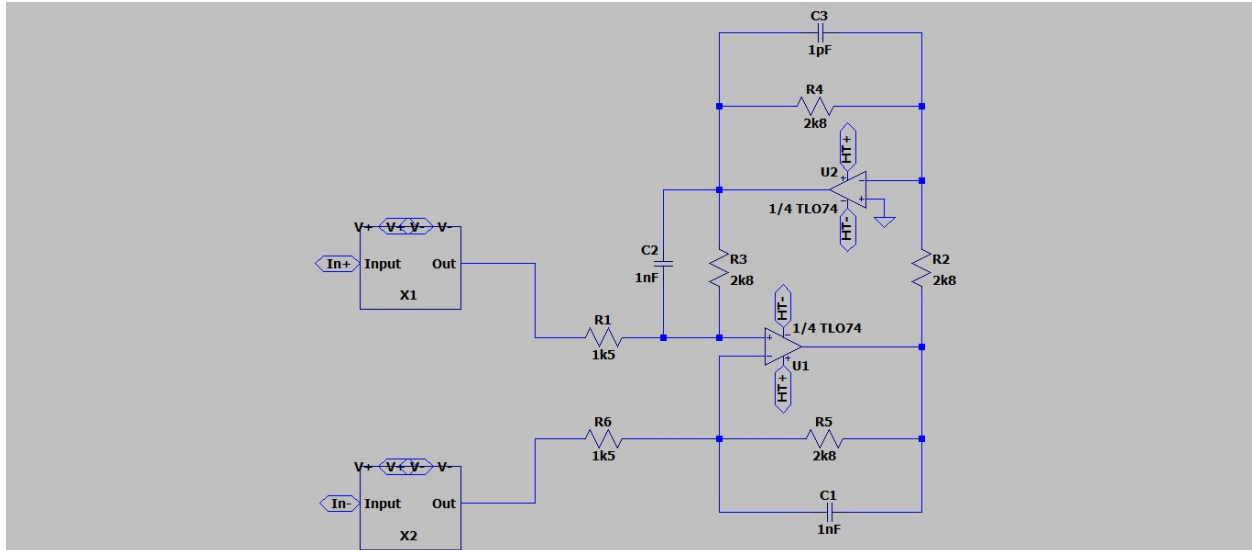 C3
1pF
R4
2k8
HT+
U2
1/4 TLO74
HT-
C2
1nF
R3
2k8
R2
2k8
V+ V+ V- V-
In+
Input
Out
X1
R1
1k5
HT-
1/4 TLO74
U1
HT+
R6
1k5
R5
2k8
V+ V+ V- V-
In-
Input
Out
X2
C1
1nF